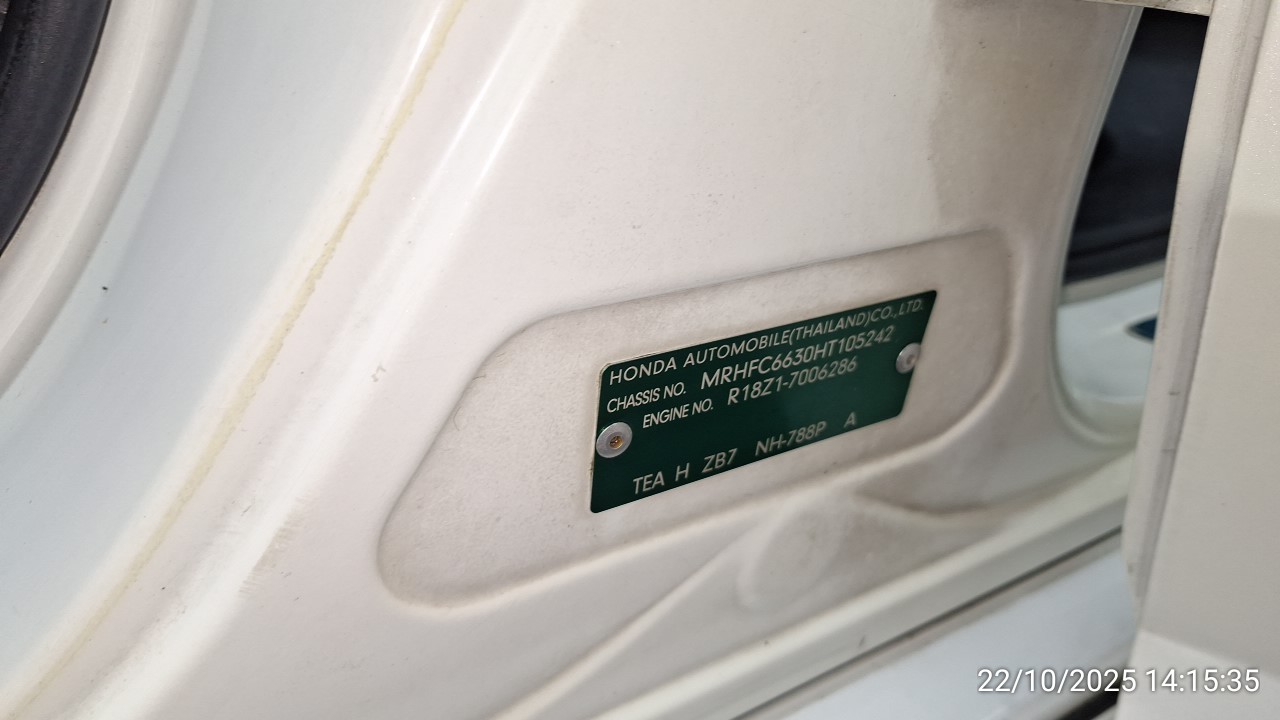 HONDA AUTOMOBILE(THAILAND)CO.,LTD.
CHASSIS NO. MRHFC6630HT105242
ENGINE NO. R18Z1-7006286
TEA H ZB7 NH-788P A
22/10/2025 14:15:35